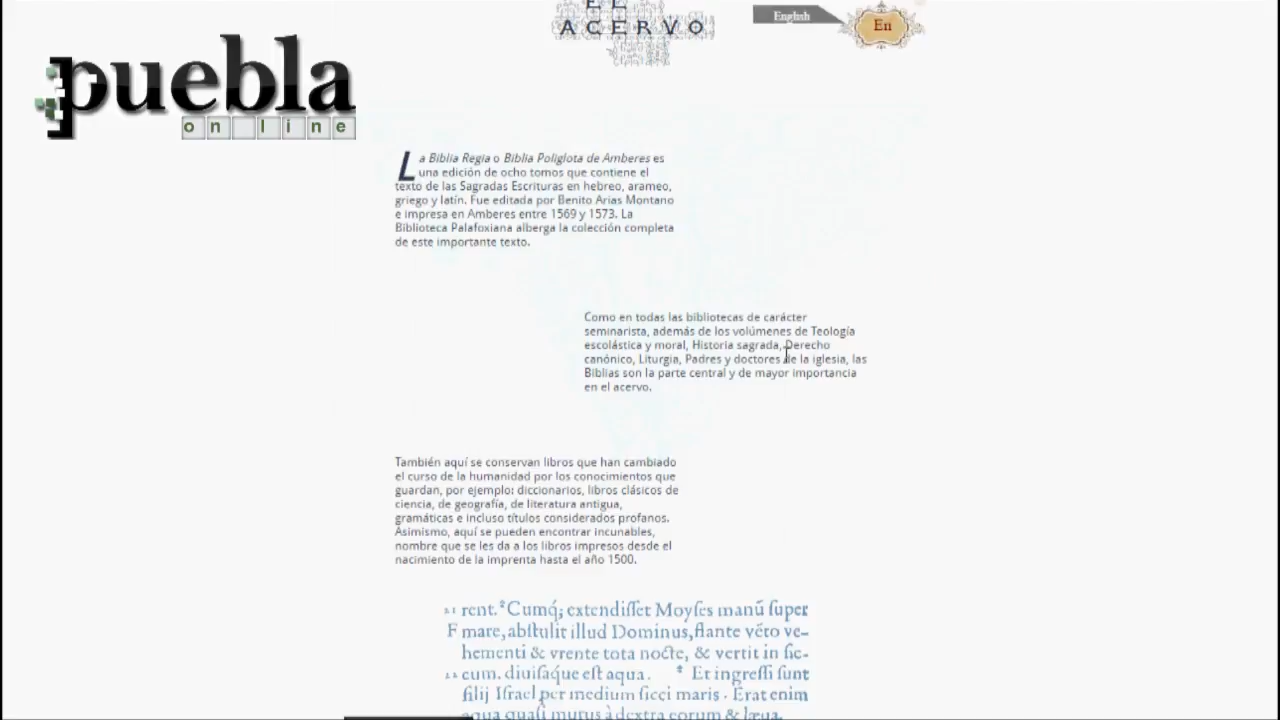 EL
ACERVO
English
En
puebla
online
La Biblia Regia o Biblia Poliglota de Amberes es
una edición de ocho tomos que contiene el
texto de las Sagradas Escrituras en hebreo, arameo,
griego y latín. Fue editada por Benito Arias Montano
e impresa en Amberes entre 1569 y 1573. La
Biblioteca Palafoxiana alberga la colección completa
de este importante texto.
Como en todas las bibliotecas de carácter
seminarista, además de los volúmenes de Teología
escolástica y moral, Historia sagrada, Derecho
canónico, Liturgia, Padres y doctores de la iglesia, las
Biblias son la parte central y de mayor importancia
en el acervo.
También aquí se conservan libros que han cambiado
el curso de la humanidad por los conocimientos que
guardan, por ejemplo: diccionarios, libros clásicos de
ciencia, de geografía, de literatura antigua,
gramáticas e incluso títulos considerados profanos.
Asimismo, aquí se pueden encontrar incunables,
nombre que se les da a los libros impresos desde el
nacimiento de la imprenta hasta el año 1500.
rent.*Cumq́; extendiſſet Moyſes manū ſuper
F mare, abſtulit illud Dominus, flante vēto ve-
hementi & vrente tota nocte, & vertit in ſic-
cum. diuiſaque eſt aqua. * Et ingreſſi ſunt
filij Iſrael per medium ſicci maris. Erat enim
aqua quaſi murus à dextra eorum & læua.